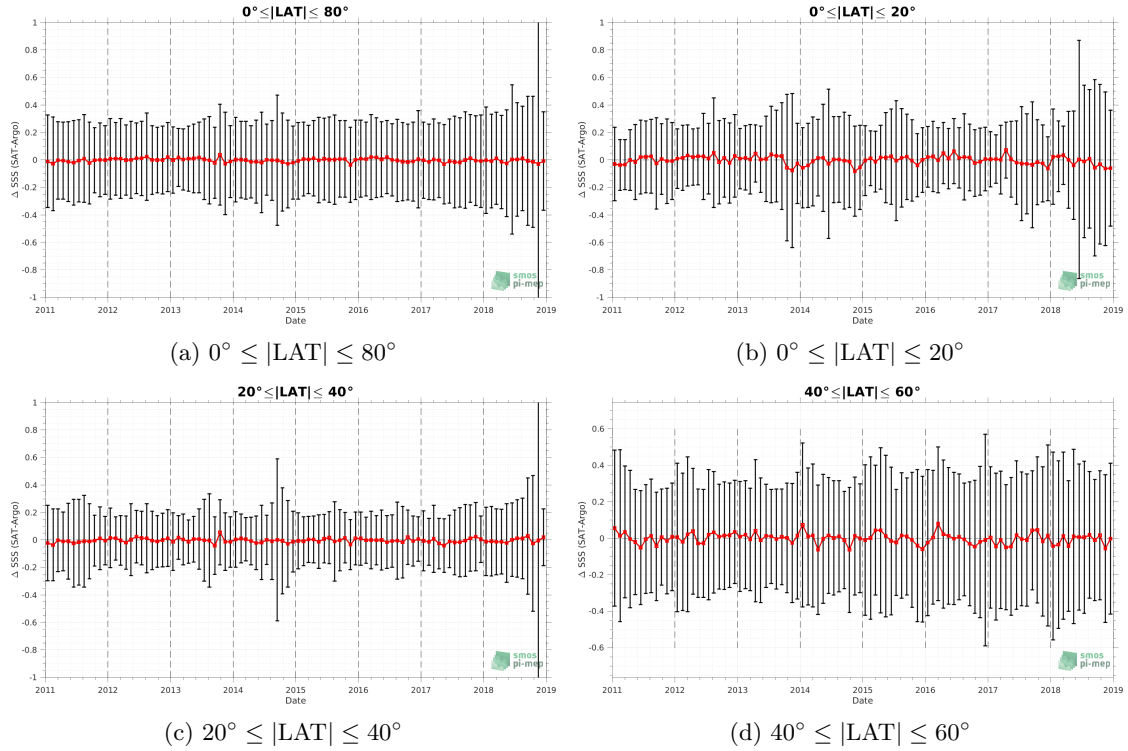 0°≤|LAT|≤ 80°
Δ SSS (SAT-Argo)
1
0.8
0.6
0.4
0.2
0
-0.2
-0.4
-0.6
-0.8
-1
2011 2012 2013 2014 2015 2016 2017 2018 2019
Date
smos
pi-mep
(a) 0° ≤ |LAT| ≤ 80°
0°≤|LAT|≤ 20°
Δ SSS (SAT-Argo)
1
0.8
0.6
0.4
0.2
0
-0.2
-0.4
-0.6
-0.8
-1
2011 2012 2013 2014 2015 2016 2017 2018 2019
Date
smos
pi-mep
(b) 0° ≤ |LAT| ≤ 20°
20°≤|LAT|≤ 40°
Δ SSS (SAT-Argo)
1
0.8
0.6
0.4
0.2
0
-0.2
-0.4
-0.6
-0.8
-1
2011 2012 2013 2014 2015 2016 2017 2018 2019
Date
smos
pi-mep
(c) 20° ≤ |LAT| ≤ 40°
40°≤|LAT|≤ 60°
Δ SSS (SAT-Argo)
0.6
0.4
0.2
0
-0.2
-0.4
-0.6
2011 2012 2013 2014 2015 2016 2017 2018 2019
Date
smos
pi-mep
(d) 40° ≤ |LAT| ≤ 60°